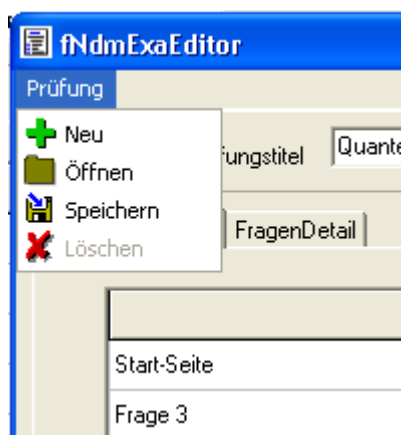 fNdmExaEditor
Prüfung
Neu
Öffnen
Speichern
Löschen
fungstitel Quante
FragenDetail
Start-Seite
Frage 3